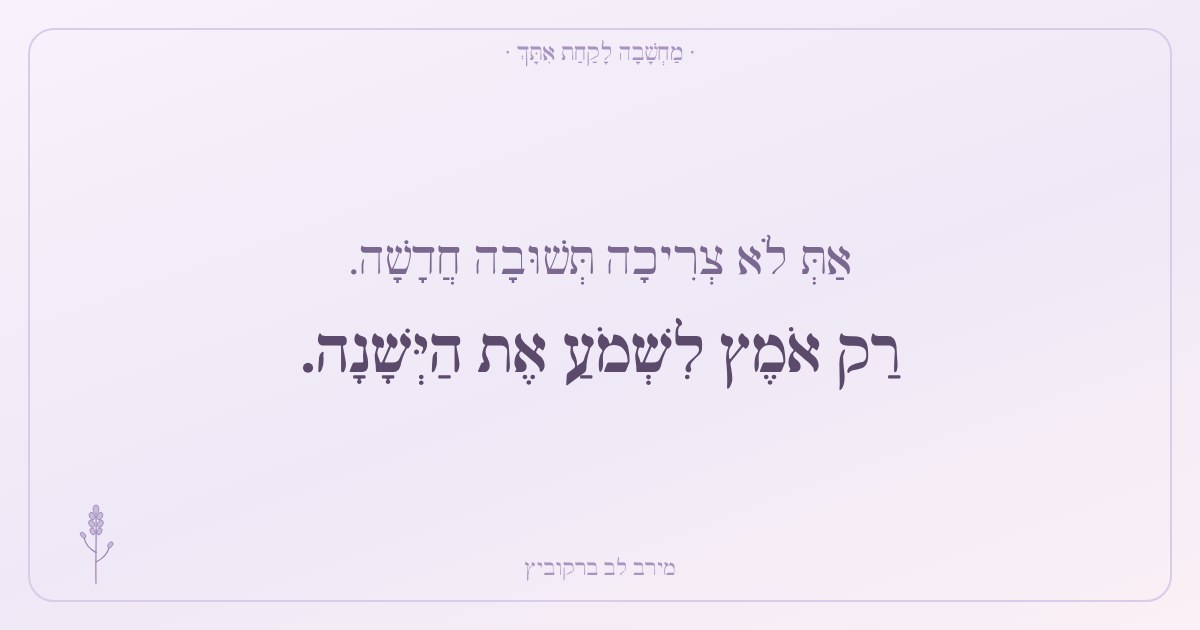 · מַחְשָׁבָה לָקַחַת אִתָּךְ ·
אַתְּ לֹא צְרִיכָה תְּשׁוּבָה חֲדָשָׁה.
רַק אֹמֶץ לִשְׁמֹעַ אֶת הַיְּשָׁנָה.
מירב לב ברקוביץ